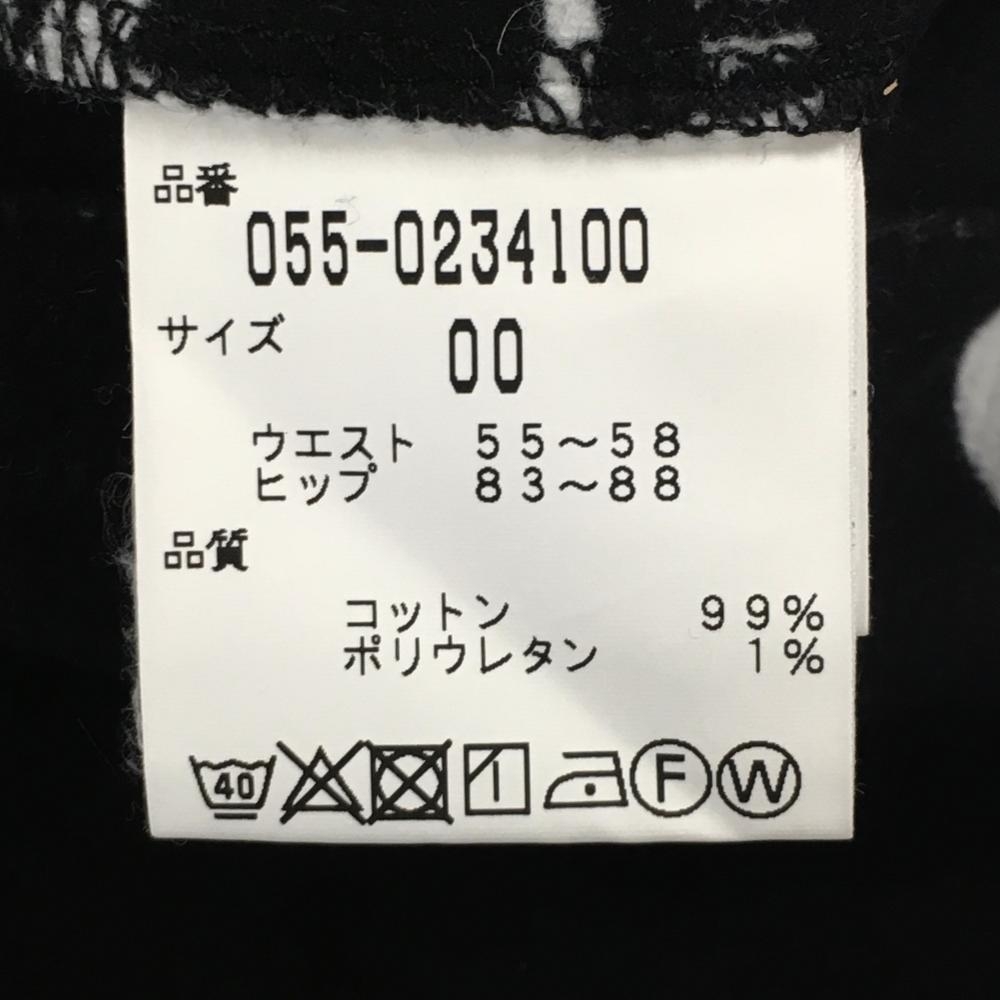 品番
055-0234100
サイズ 00
ウエスト 55～58
ヒップ 83～88
品質
コットン 99%
ポリウレタン 1%
40 F W